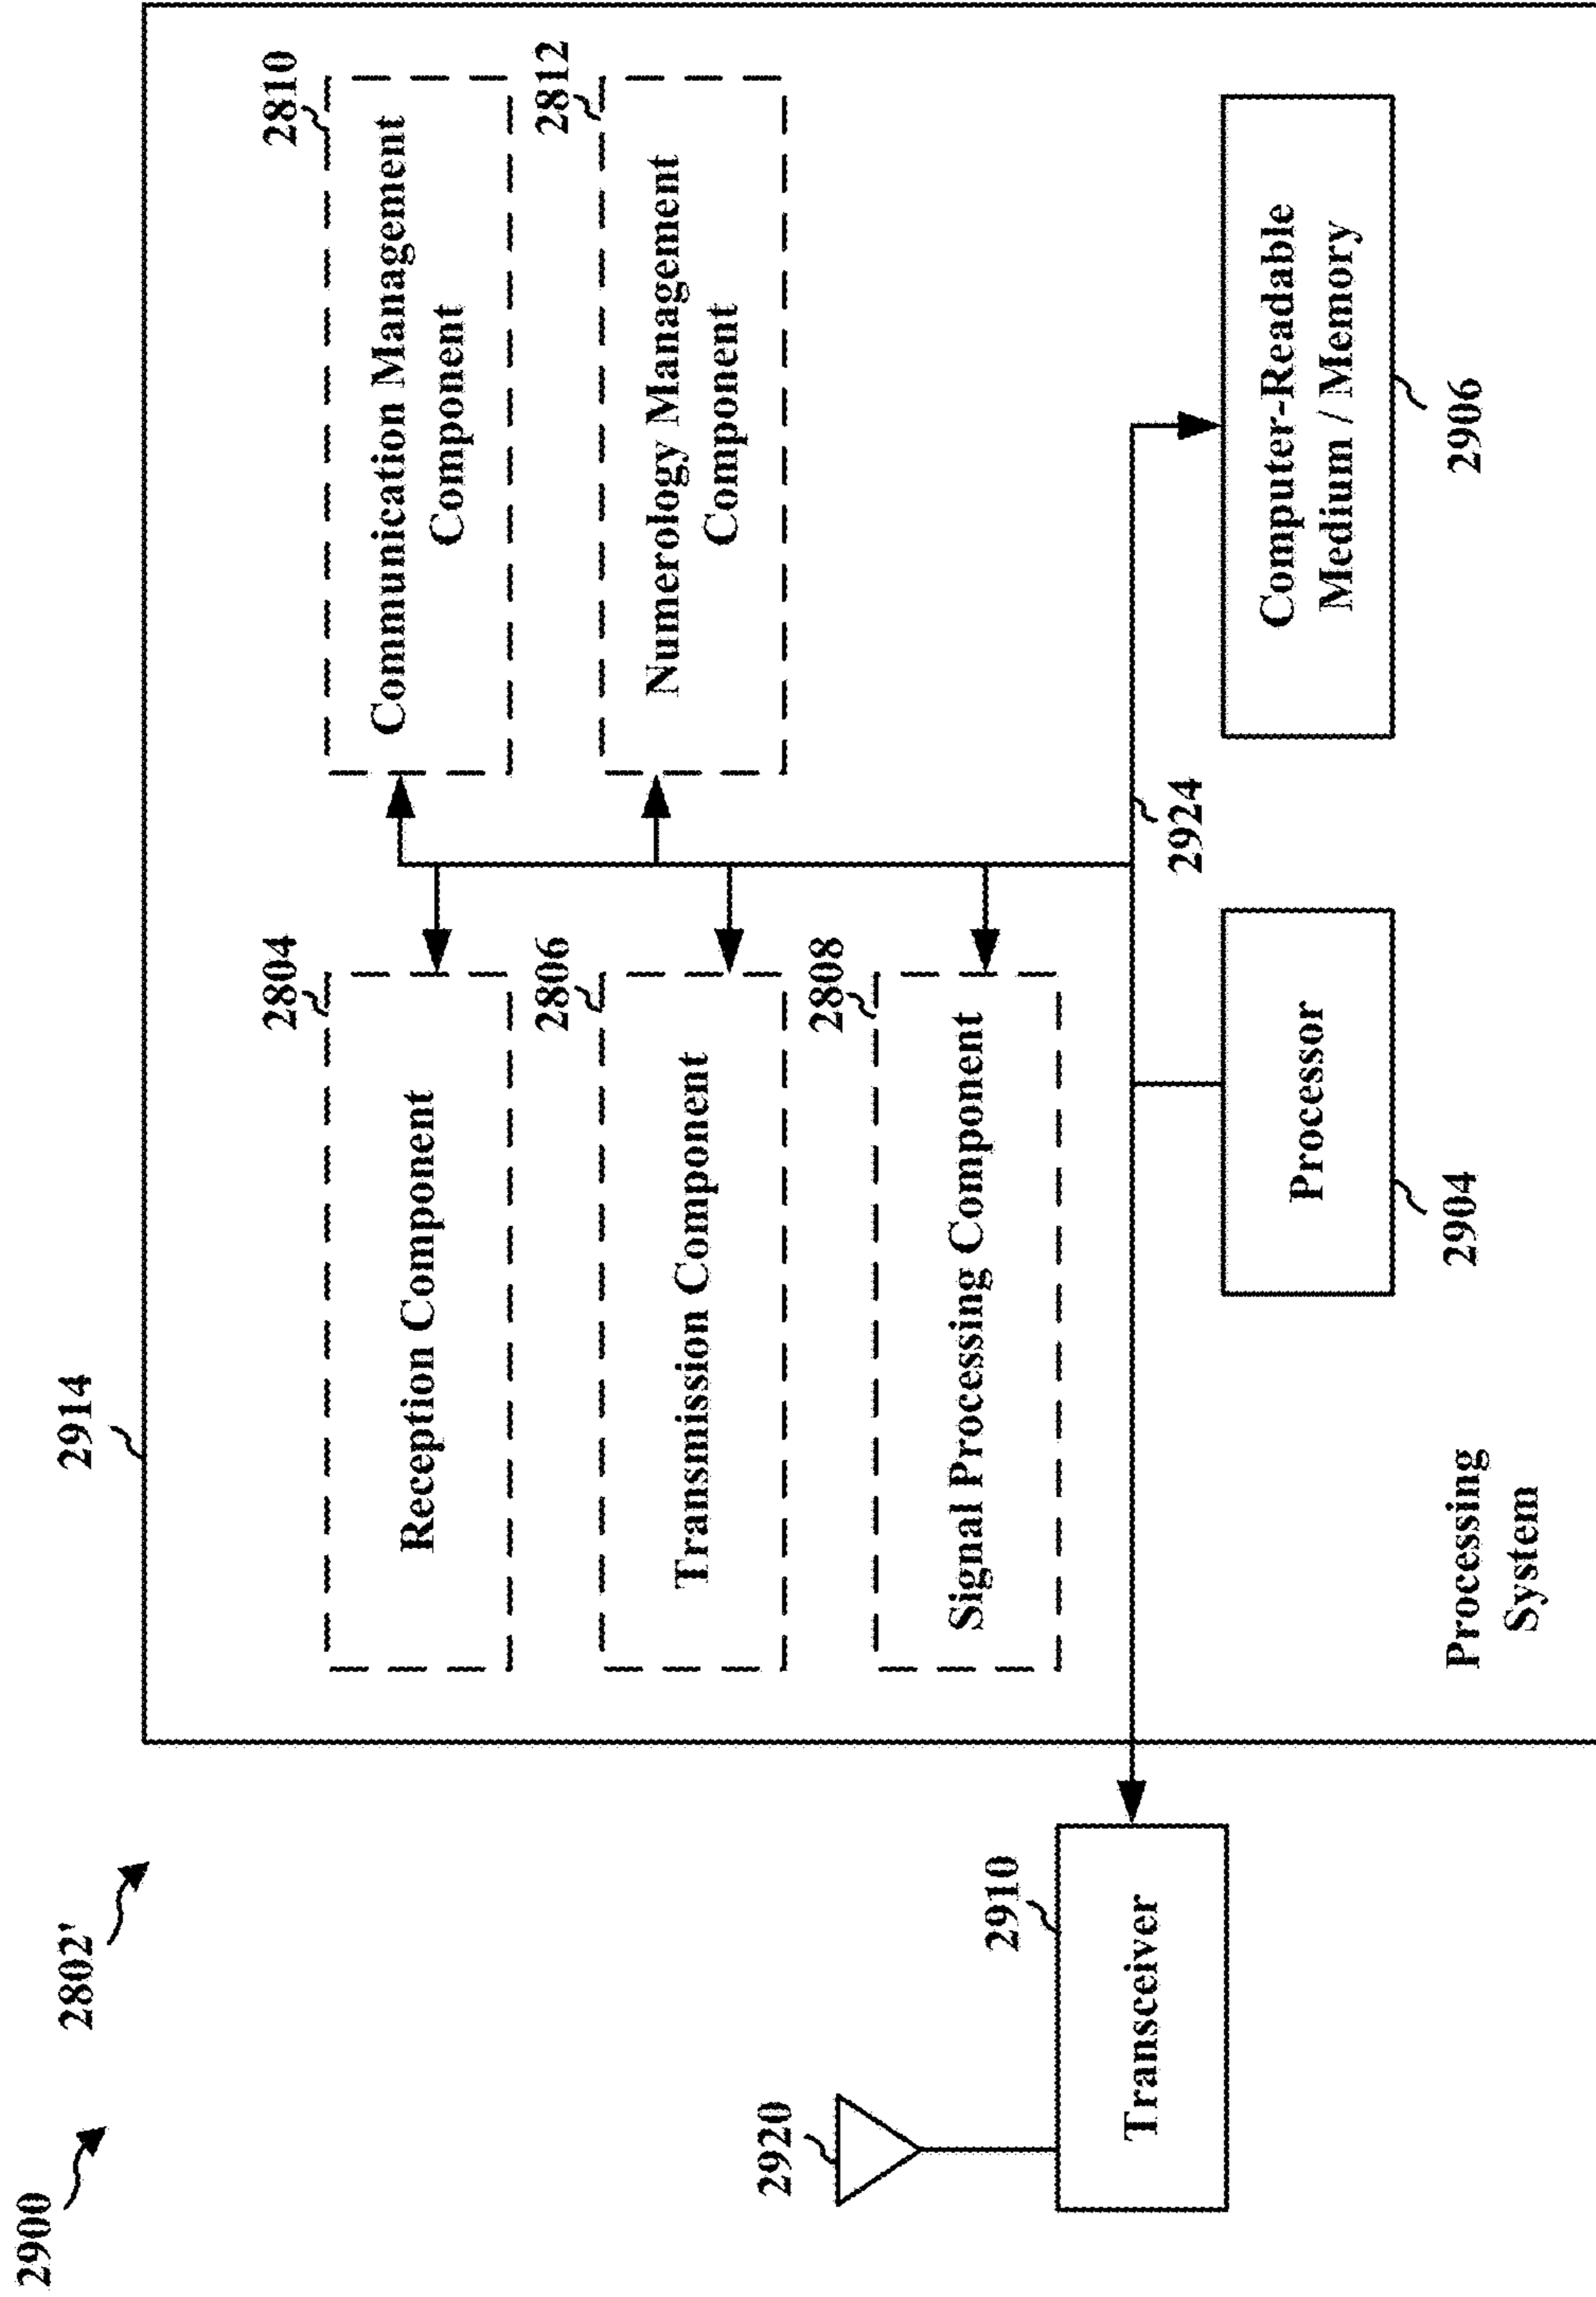 2900
2802'
2914
2804
Reception Component
2810
Communication Management
Component
2806
Transmission Component
2812
Numerology Management
Component
2808
Signal Processing Component
2920
2910
Transceiver
2924
Processor
2904
Computer-Readable
Medium / Memory
2906
Processing
System